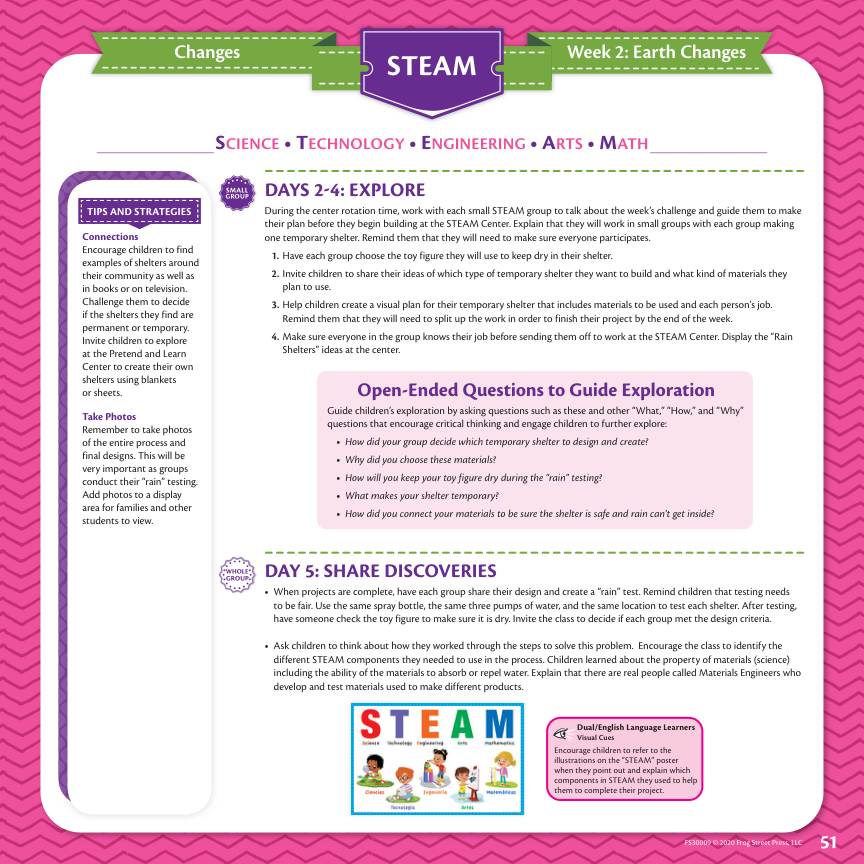 Changes
STEAM
Week 2: Earth Changes
SCIENCE • TECHNOLOGY • ENGINEERING • ARTS • MATH
TIPS AND STRATEGIES
Connections
Encourage children to find
examples of shelters around
their community as well as
in books or on television.
Challenge them to decide
if the shelters they find are
permanent or temporary.
Invite children to explore
at the Pretend and Learn
Center to create their own
shelters using blankets
or sheets.
Take Photos
Remember to take photos
of the entire process and
final designs. This will be
very important as groups
conduct their “rain” testing.
Add photos to a display
area for families and other
students to view.
SMALL
GROUP
DAYS 2-4: EXPLORE
During the center rotation time, work with each small STEAM group to talk about the week’s challenge and guide them to make
their plan before they begin building at the STEAM Center. Explain that they will work in small groups with each group making
one temporary shelter. Remind them that they will need to make sure everyone participates.
1. Have each group choose the toy figure they will use to keep dry in their shelter.
2. Invite children to share their ideas of which type of temporary shelter they want to build and what kind of materials they
plan to use.
3. Help children create a visual plan for their temporary shelter that includes materials to be used and each person’s job.
Remind them that they will need to split up the work in order to finish their project by the end of the week.
4. Make sure everyone in the group knows their job before sending them off to work at the STEAM Center. Display the “Rain
Shelters” ideas at the center.
Open-Ended Questions to Guide Exploration
Guide children’s exploration by asking questions such as these and other “What,” “How,” and “Why”
questions that encourage critical thinking and engage children to further explore:
• How did your group decide which temporary shelter to design and create?
• Why did you choose these materials?
• How will you keep your toy figure dry during the “rain” testing?
• What makes your shelter temporary?
• How did you connect your materials to be sure the shelter is safe and rain can’t get inside?
WHOLE
GROUP
DAY 5: SHARE DISCOVERIES
• When projects are complete, have each group share their design and create a “rain” test. Remind children that testing needs
to be fair. Use the same spray bottle, the same three pumps of water, and the same location to test each shelter. After testing,
have someone check the toy figure to make sure it is dry. Invite the class to decide if each group met the design criteria.
• Ask children to think about how they worked through the steps to solve this problem. Encourage the class to identify the
different STEAM components they needed to use in the process. Children learned about the property of materials (science)
including the ability of the materials to absorb or repel water. Explain that there are real people called Materials Engineers who
develop and test materials used to make different products.
STEAM
Science Technology Engineering Arts Mathematics
Ciencias Ingeniería Matemáticas
Tecnología Artes
Dual/English Language Learners
Visual Cues
Encourage children to refer to the
illustrations on the “STEAM” poster
when they point out and explain which
components in STEAM they used to help
them to complete their project.
FS30009 © 2020 Frog Street Press, LLC
51